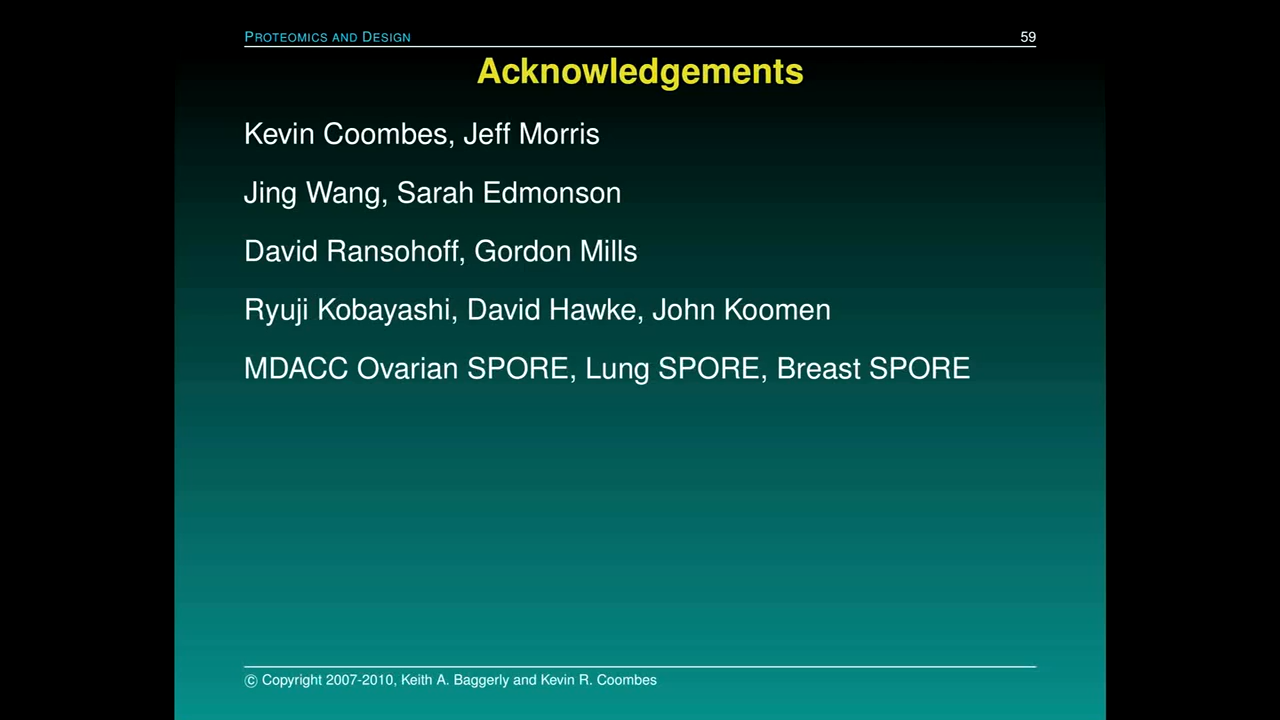 PROTEOMICS AND DESIGN 59
Acknowledgements
Kevin Coombes, Jeff Morris
Jing Wang, Sarah Edmonson
David Ransohoff, Gordon Mills
Ryuji Kobayashi, David Hawke, John Koomen
MDACC Ovarian SPORE, Lung SPORE, Breast SPORE
© Copyright 2007-2010, Keith A. Baggerly and Kevin R. Coombes